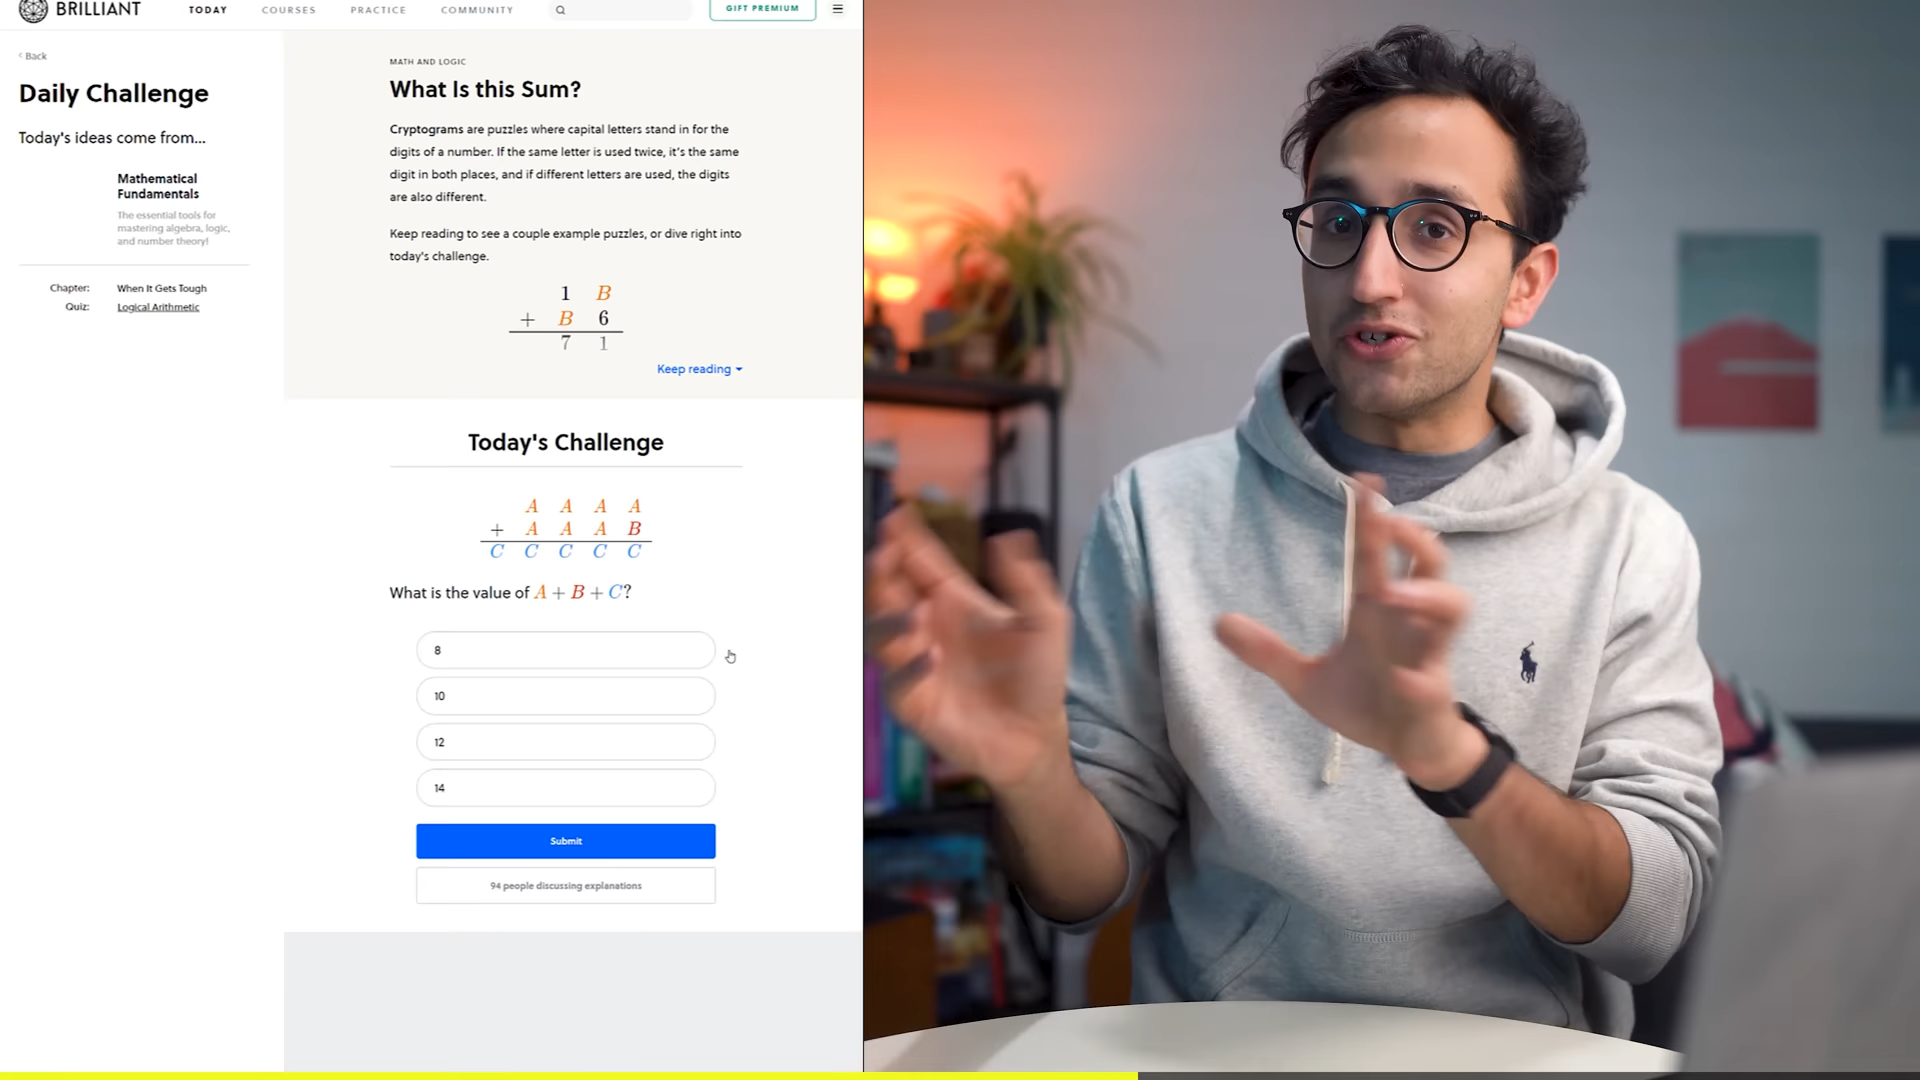 BRILLIANT
TODAY
COURSES
PRACTICE
COMMUNITY
GIFT PREMIUM
< Back
Daily Challenge
Today's ideas come from...
Mathematical
Fundamentals
The essential tools for
mastering algebra, logic,
and number theory!
Chapter: When It Gets Tough
Quiz: Logical Arithmetic
MATH AND LOGIC
What Is this Sum?
Cryptograms are puzzles where capital letters stand in for the
digits of a number. If the same letter is used twice, it's the same
digit in both places, and if different letters are used, the digits
are also different.
Keep reading to see a couple example puzzles, or dive right into
today's challenge.
1 B
+ B 6
7 1
Keep reading
Today's Challenge
A A A A
+ A A A B
C C C C C
What is the value of A + B + C?
8
10
12
14
Submit
94 people discussing explanations